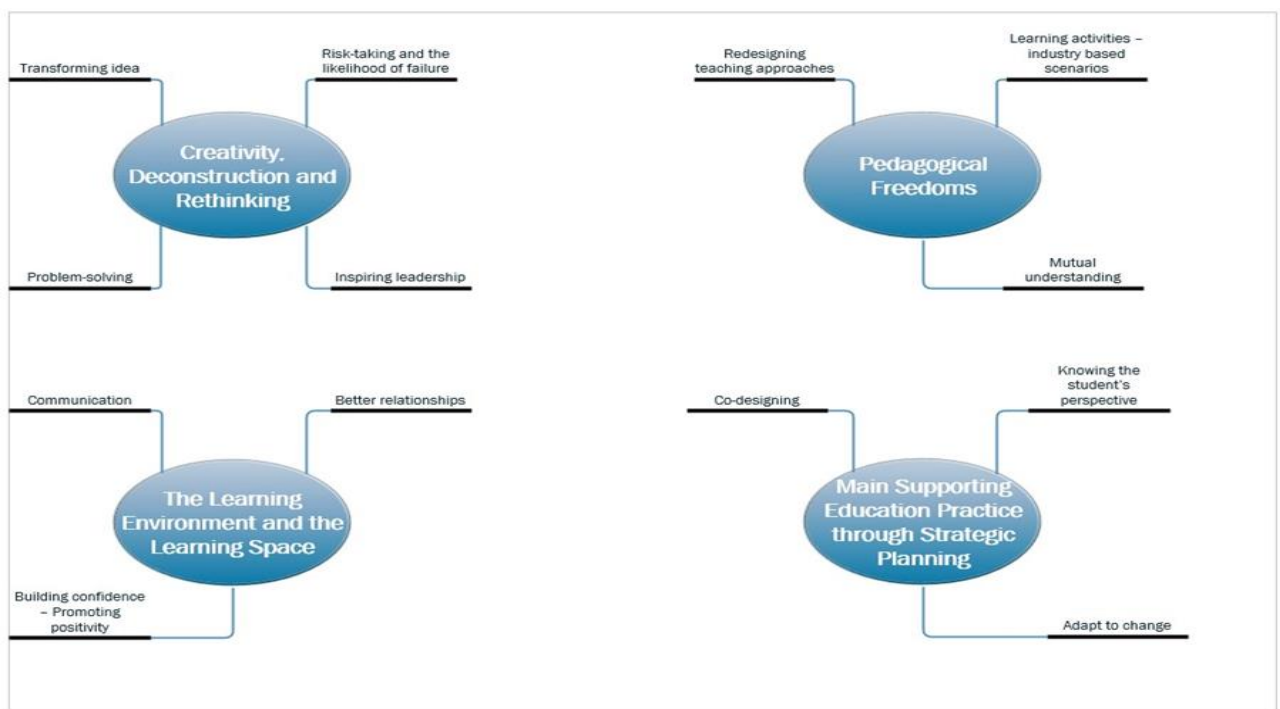 Transforming idea
Risk-taking and the
likelihood of failure
Creativity,
Deconstruction and
Rethinking
Problem-solving
Inspiring leadership
Redesigning
teaching approaches
Learning activities –
industry based
scenarios
Pedagogical
Freedoms
Mutual
understanding
Communication
Better relationships
The Learning
Environment and the
Learning Space
Building confidence
– Promoting
positivity
Co-designing
Knowing the
student's
perspective
Main Supporting
Education Practice
through Strategic
Planning
Adapt to change